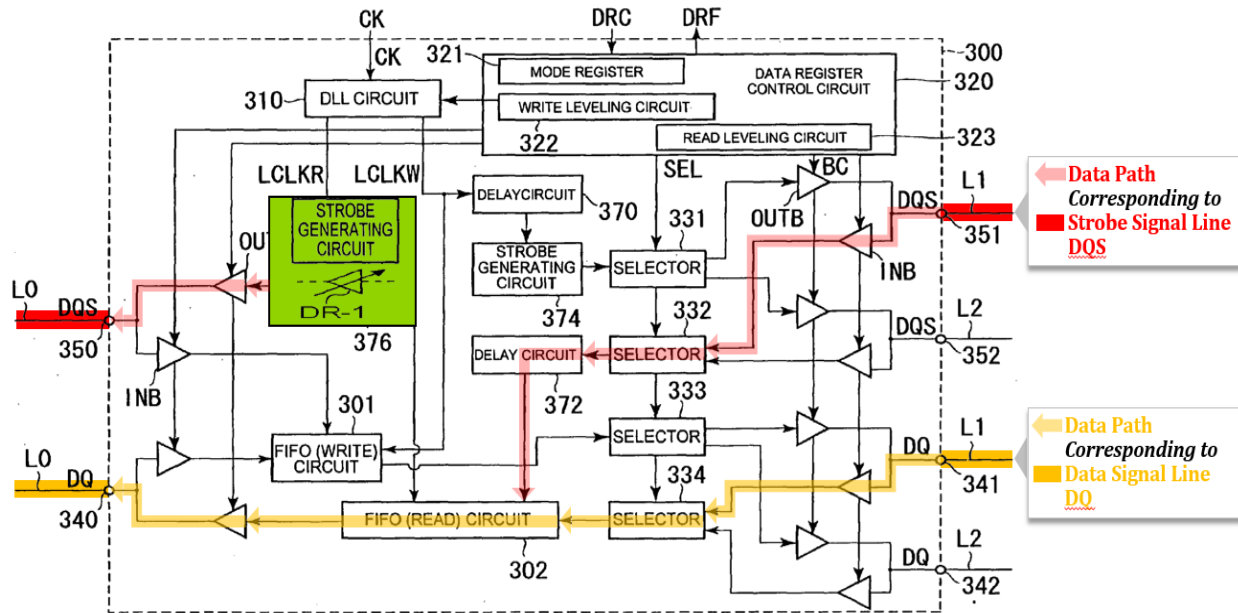 CK
DRC
DRF
CK
321
MODE REGISTER
DATA REGISTER
CONTROL CIRCUIT
300
320
310
DLL CIRCUIT
WRITE LEVELING CIRCUIT
322
READ LEVELING CIRCUIT
323
LCLKR
LCLKW
SEL
BC
DELAYCIRCUIT
370
OUTB
DQS
L1
351
STROBE
GENERATING
CIRCUIT
331
INB
OUT
STROBE
GENERATING
CIRCUIT
SELECTOR
374
DR-1
376
L0
DQS
350
332
DQS
L2
352
DELAY CIRCUIT
SELECTOR
372
INB
301
333
FIFO (WRITE)
CIRCUIT
SELECTOR
DQ
L1
341
L0
DQ
340
334
FIFO (READ) CIRCUIT
SELECTOR
302
DQ
L2
342
Data Path
Corresponding to
Strobe Signal Line
DQS
Data Path
Corresponding to
Data Signal Line
DQ